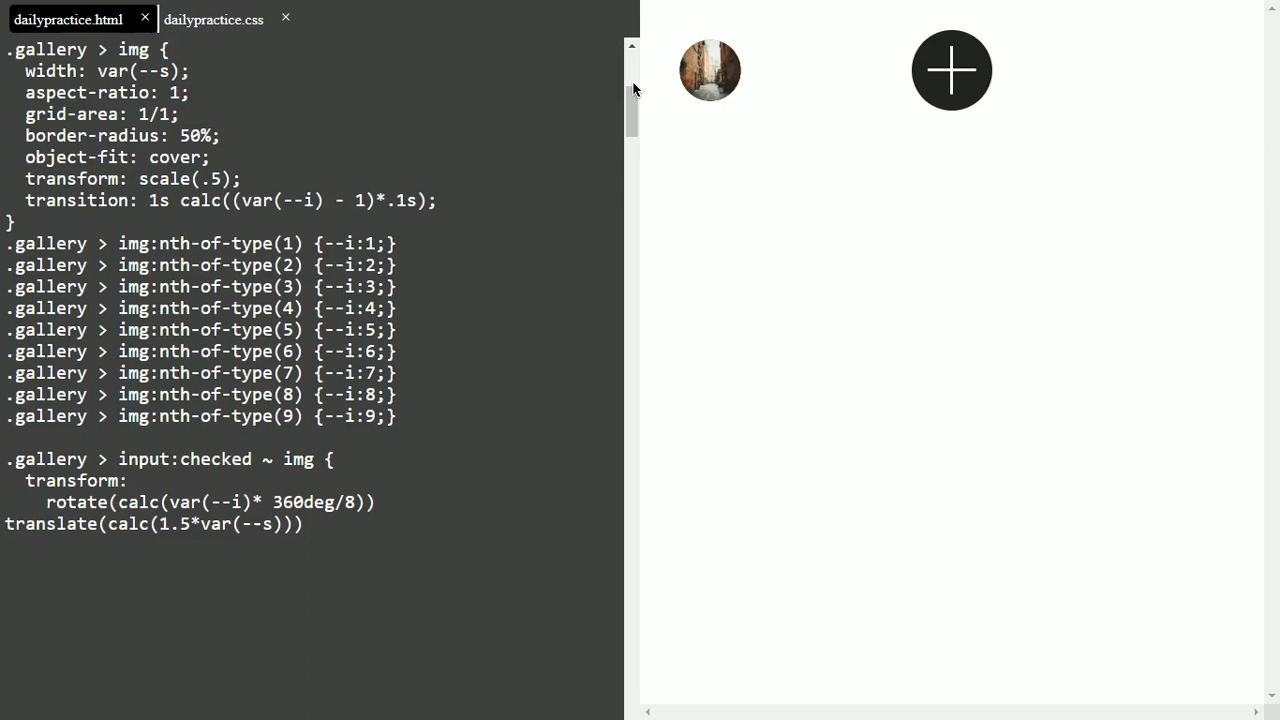 dailypractice.html × dailypractice.css ×
.gallery > img {
  width: var(--s);
  aspect-ratio: 1;
  grid-area: 1/1;
  border-radius: 50%;
  object-fit: cover;
  transform: scale(.5);
  transition: 1s calc((var(--i) - 1)*.1s);
}
.gallery > img:nth-of-type(1) {--i:1;}
.gallery > img:nth-of-type(2) {--i:2;}
.gallery > img:nth-of-type(3) {--i:3;}
.gallery > img:nth-of-type(4) {--i:4;}
.gallery > img:nth-of-type(5) {--i:5;}
.gallery > img:nth-of-type(6) {--i:6;}
.gallery > img:nth-of-type(7) {--i:7;}
.gallery > img:nth-of-type(8) {--i:8;}
.gallery > img:nth-of-type(9) {--i:9;}
.gallery > input:checked ~ img {
  transform:
    rotate(calc(var(--i)* 360deg/8))
translate(calc(1.5*var(--s)))